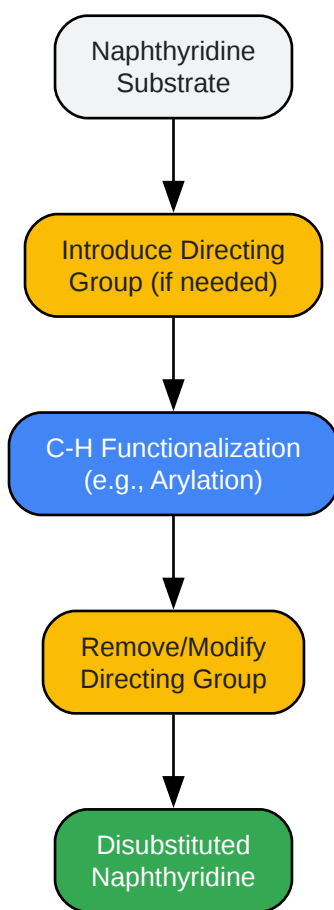 Naphthyridine
Substrate
Introduce Directing
Group (if needed)
C-H Functionalization
(e.g., Arylation)
Remove/Modify
Directing Group
Disubstituted
Naphthyridine